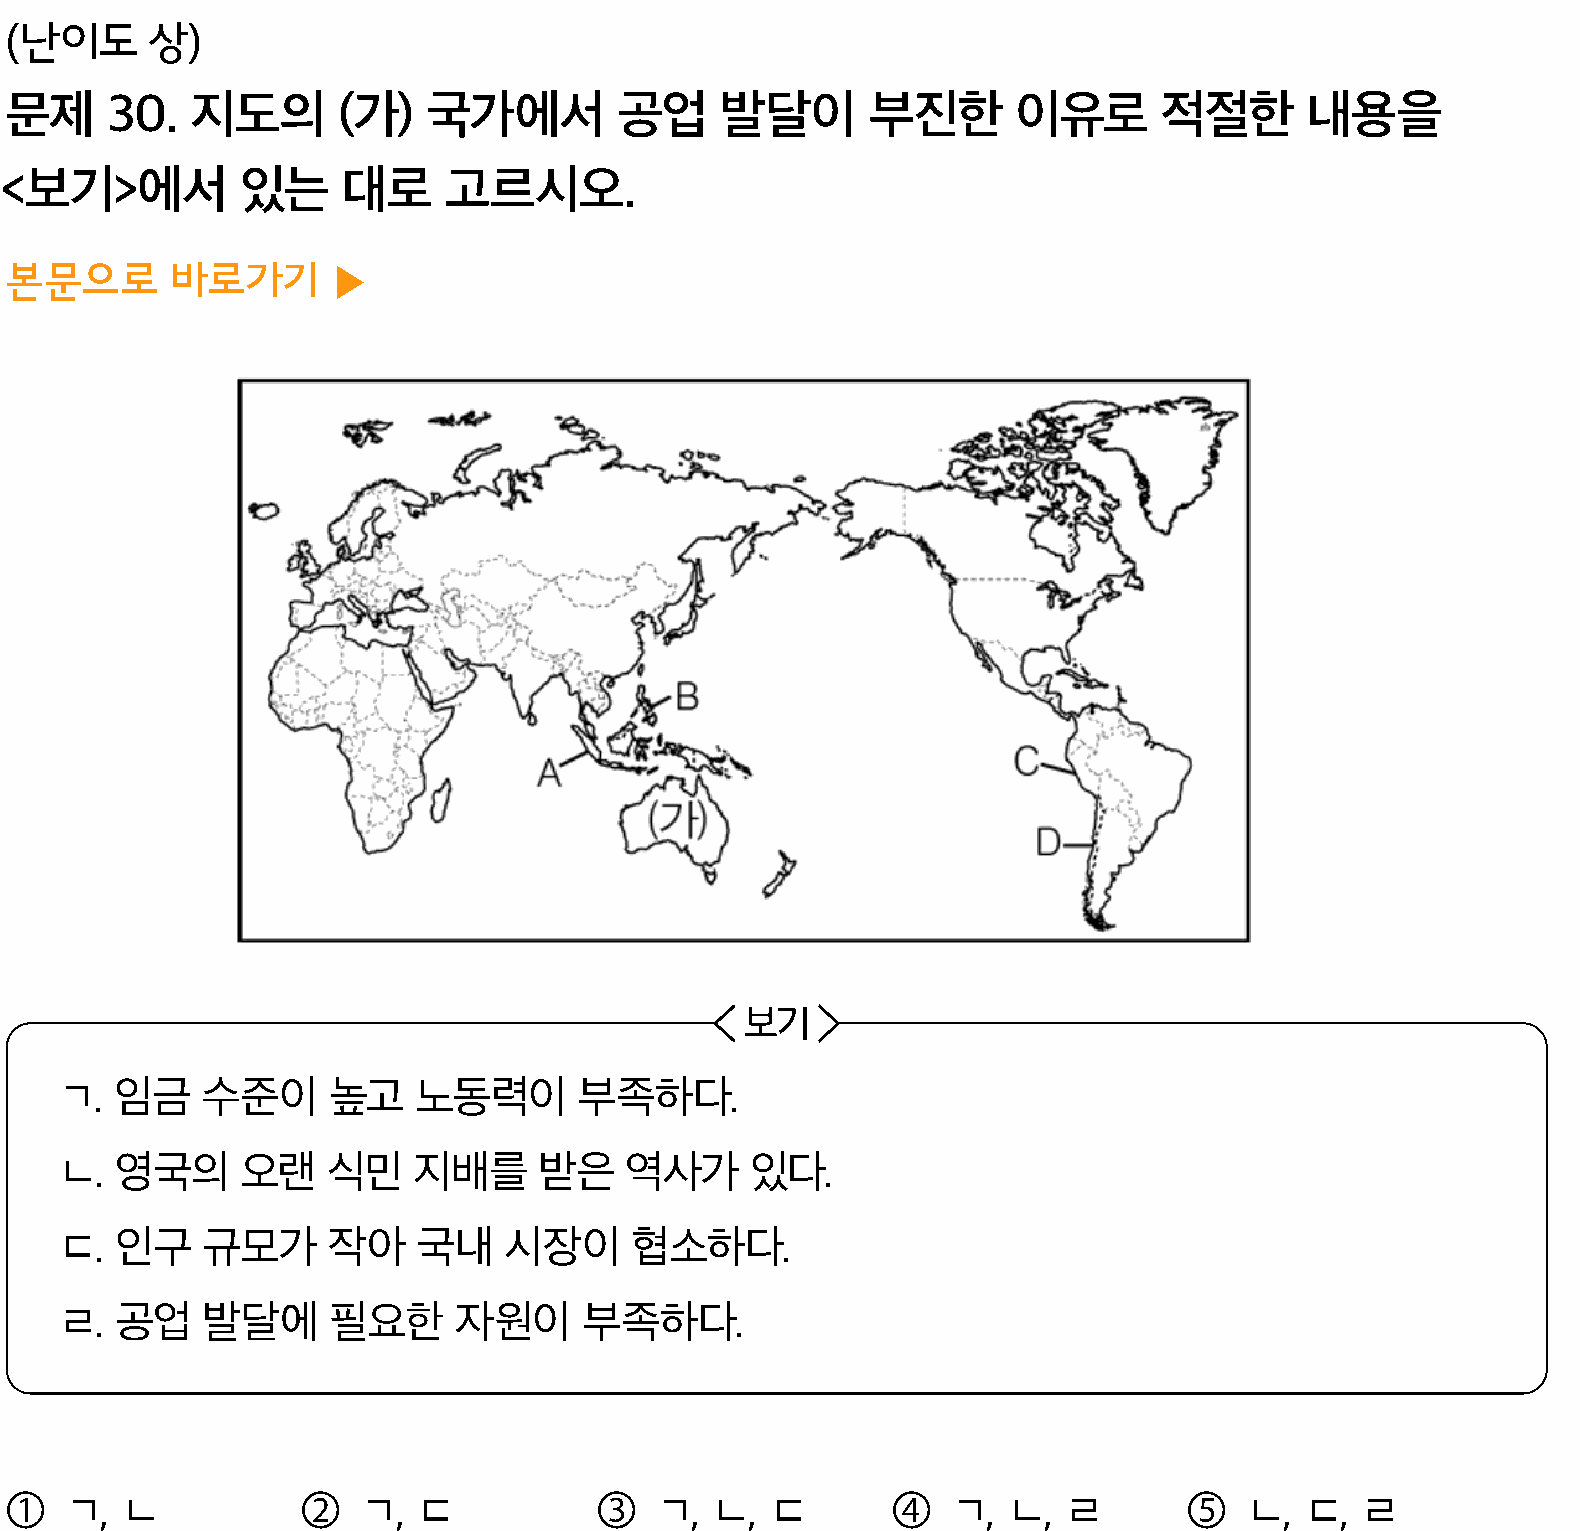 (난이도 상)
문제 30. 지도의 (가) 국가에서 공업 발달이 부진한 이유로 적절한 내용을
<보기>에서 있는 대로 고르시오.
본문으로 바로가기 ▶
B
A
C
(가)
D
<보기>
ㄱ. 임금 수준이 높고 노동력이 부족하다.
ㄴ. 영국의 오랜 식민 지배를 받은 역사가 있다.
ㄷ. 인구 규모가 작아 국내 시장이 협소하다.
ㄹ. 공업 발달에 필요한 자원이 부족하다.
① ㄱ, ㄴ ② ㄱ, ㄷ ③ ㄱ, ㄴ, ㄷ ④ ㄱ, ㄴ, ㄹ ⑤ ㄴ, ㄷ, ㄹ